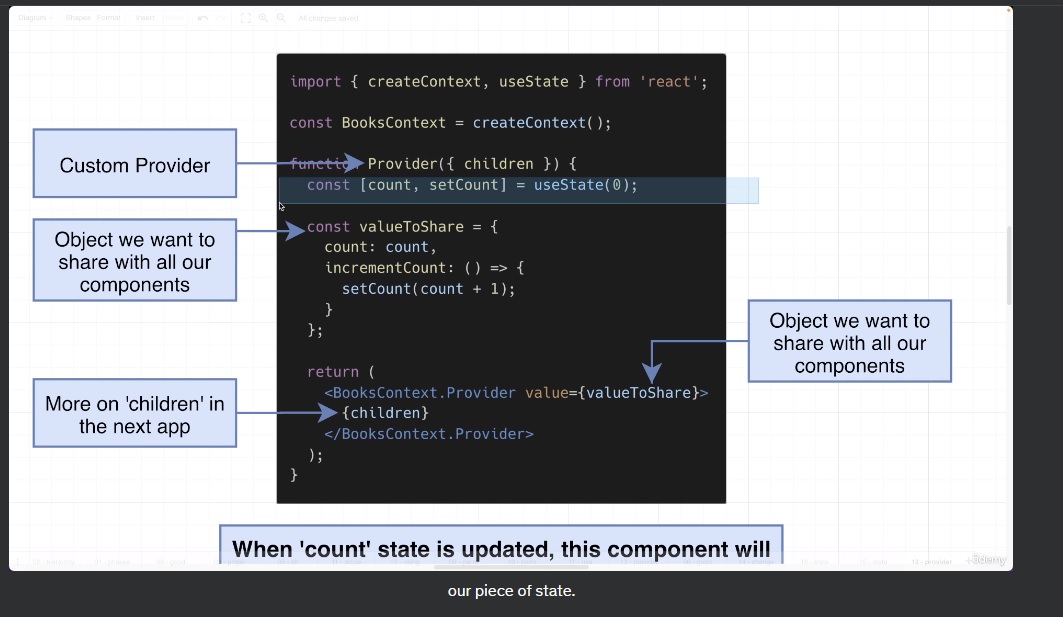 Diagram
Shapes Format Insert
All changes saved
import { createContext, useState } from 'react';
const BooksContext = createContext();
Custom Provider
function Provider({ children }) {
const [count, setCount] = useState(0);
Object we want to
share with all our
components
const valueToShare = {
count: count,
incrementCount: () => {
setCount(count + 1);
}
};
Object we want to
share with all our
components
return (
<BooksContext.Provider value={valueToShare}>
More on 'children' in
the next app
{children}
</BooksContext.Provider>
);
}
When 'count' state is updated, this component will
our piece of state.